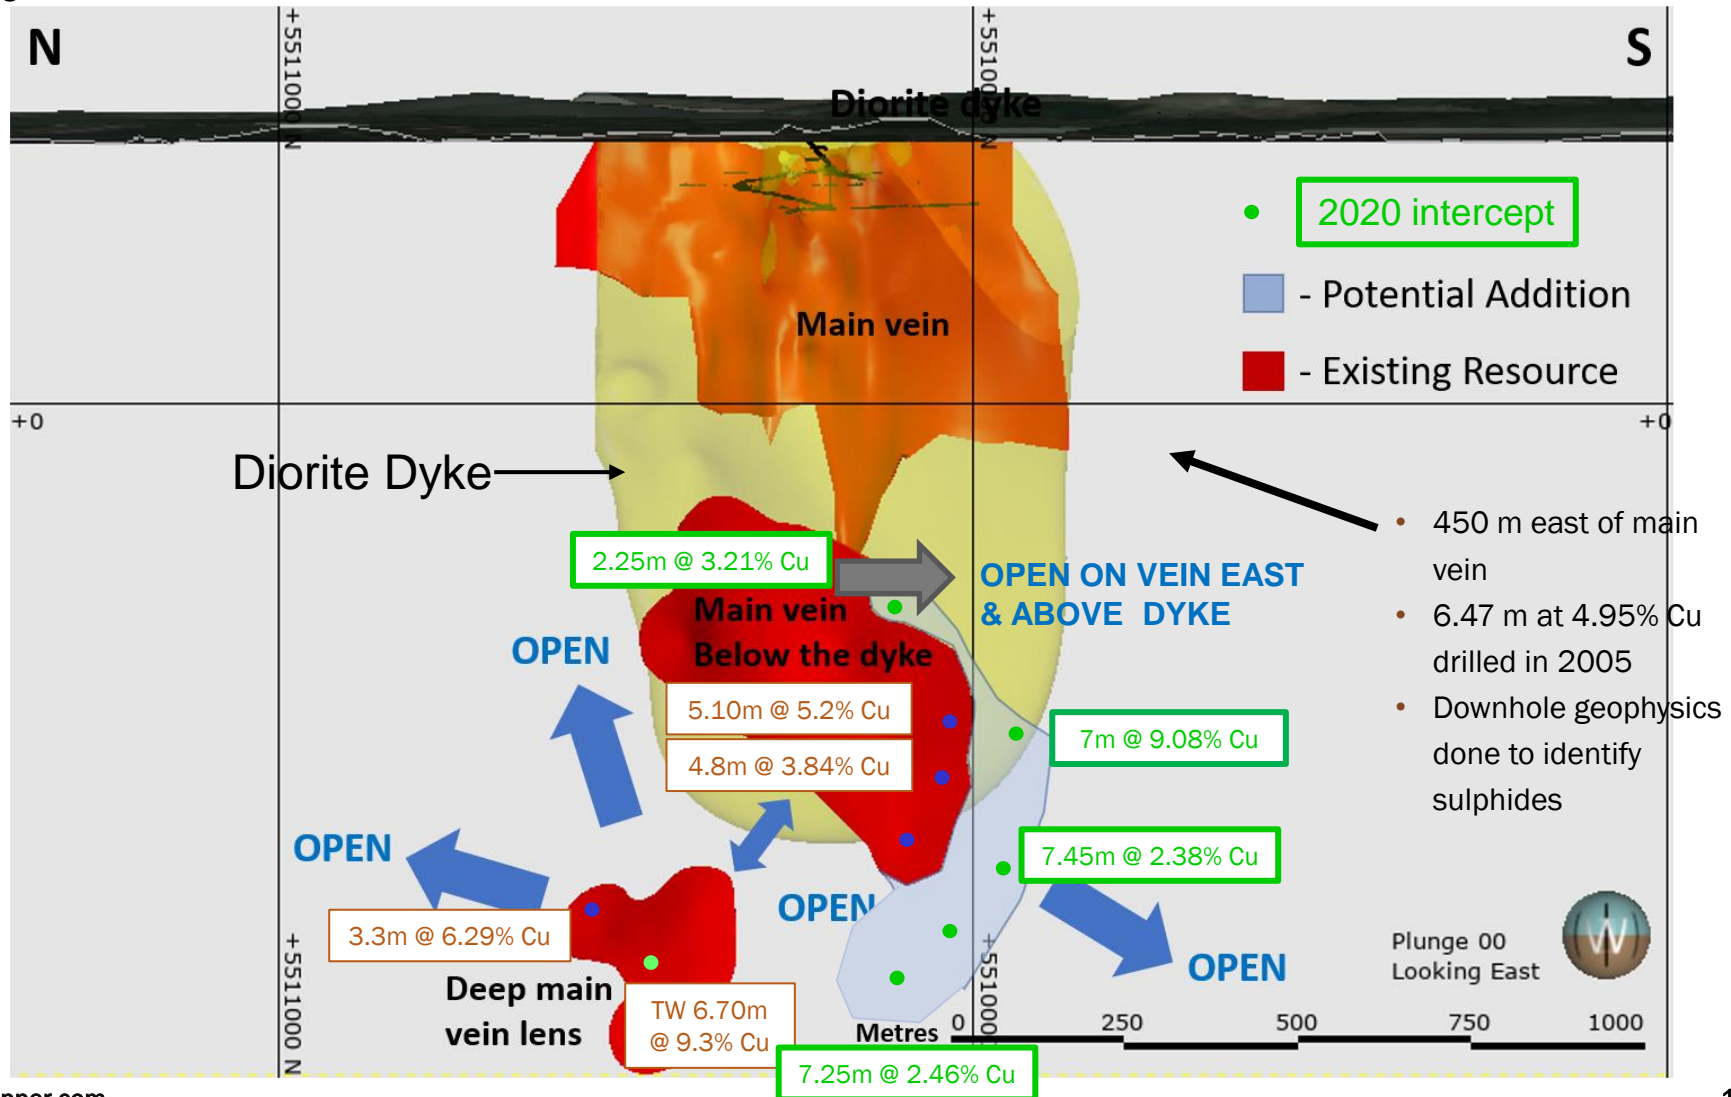 N
S
+5511000 N
+5510000 N
Diorite dyke
2020 intercept
- Potential Addition
- Existing Resource
Main vein
+0
+0
Diorite Dyke
• 450 m east of main
vein
• 6.47 m at 4.95% Cu
drilled in 2005
• Downhole geophysics
done to identify
sulphides
2.25m @ 3.21% Cu
OPEN ON VEIN EAST
& ABOVE DYKE
Main vein
Below the dyke
OPEN
5.10m @ 5.2% Cu
4.8m @ 3.84% Cu
7m @ 9.08% Cu
OPEN
7.45m @ 2.38% Cu
OPEN
3.3m @ 6.29% Cu
OPEN
Plunge 00
Looking East
W
Deep main
vein lens
TW 6.70m
@ 9.3% Cu
+5511000 N
+551000
Metres
0 250 500 750 1000
7.25m @ 2.46% Cu